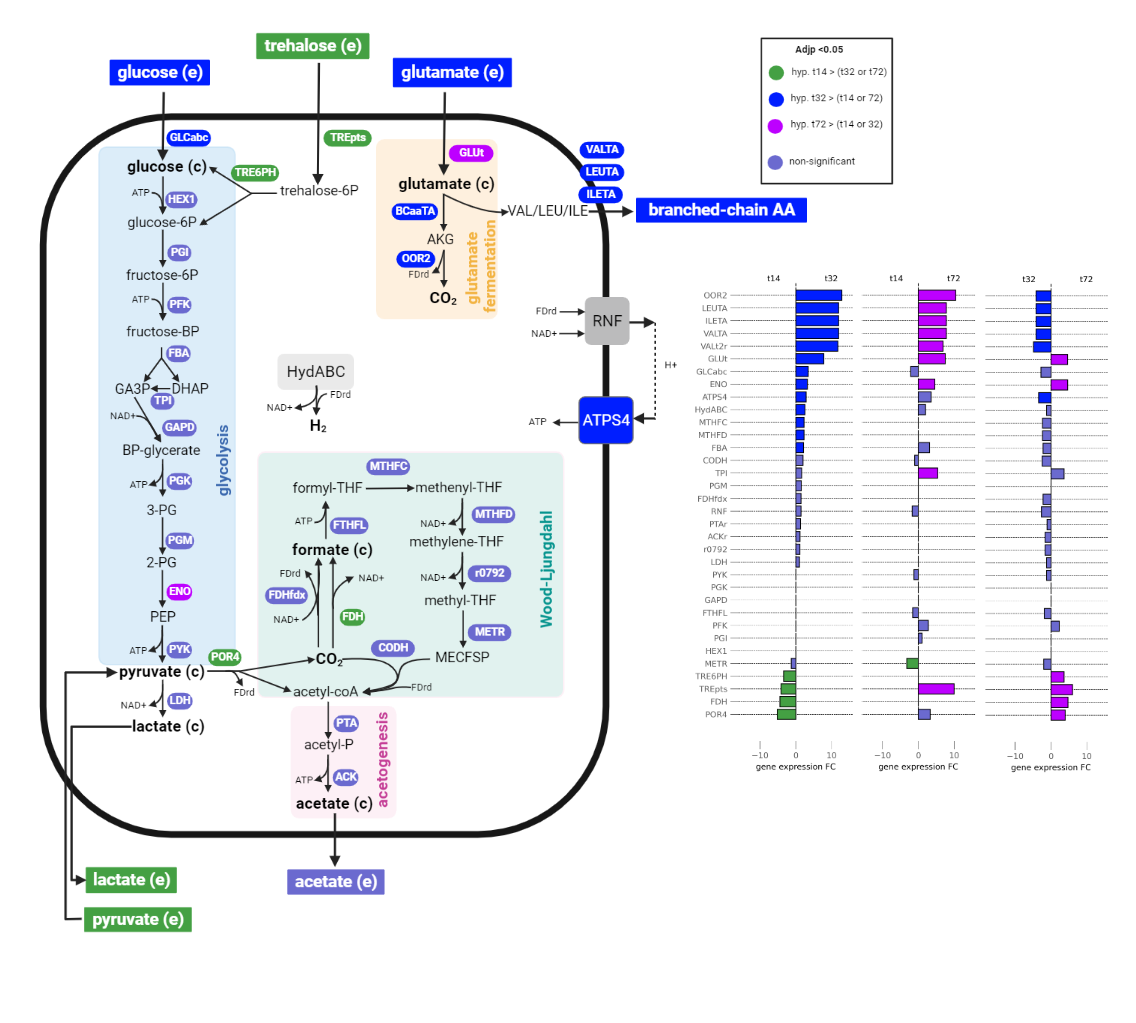 trehalose (e)
glucose (e)
glutamate (e)
GLCabc
TREpts
GLUt
glucose (c)
TRE6PH
trehalose-6P
glutamate (c)
ATP
HEX1
glucose-6P
BCaaTA
VAL/LEU/ILE
VALTA
LEUTA
ILETA
branched-chain AA
AKG
OOR2
FDrd
CO2
glutamate
fermentation
PGI
fructose-6P
ATP
PFK
fructose-BP
FBA
GA3P
DHAP
TPI
NAD+
GAPD
BP-glycerate
ATP
PGK
3-PG
PGM
2-PG
ENO
PEP
ATP
PYK
glycolysis
pyruvate (c)
POR4
FDrd
NAD+
LDH
lactate (c)
HydABC
NAD+
FDrd
H2
FDrd
NAD+
RNF
H+
ATP
ATPS4
MTHFC
formyl-THF
methenyl-THF
ATP
FTHFL
NAD+
MTHFD
formate (c)
methylene-THF
FDrd
NAD+
NAD+
r0792
FDHfdx
methyl-THF
NAD+
FDH
METR
CODH
CO2
MECFSP
acetyl-coA
FDrd
Wood-Ljungdahl
PTA
acetyl-P
ATP
ACK
acetate (c)
acetogenesis
lactate (e)
acetate (e)
pyruvate (e)
Adjp <0.05
hyp. t14 > (t32 or t72)
hyp. t32 > (t14 or 72)
hyp. t72 > (t14 or 32)
non-significant
t14 t32 t14 t72 t32 t72
OOR2
LEUTA
ILETA
VALTA
VALt2r
GLUt
GLCabc
ENO
ATPS4
HydABC
MTHFC
MTHFD
FBA
CODH
TPI
PGM
FDHfdx
RNF
PTAr
ACKr
r0792
LDH
PYK
PGK
GAPD
FTHFL
PFK
PGI
HEX1
METR
TRE6PH
TREpts
FDH
POR4
−10 0 10 −10 0 10 −10 0 10
gene expression FC gene expression FC gene expression FC